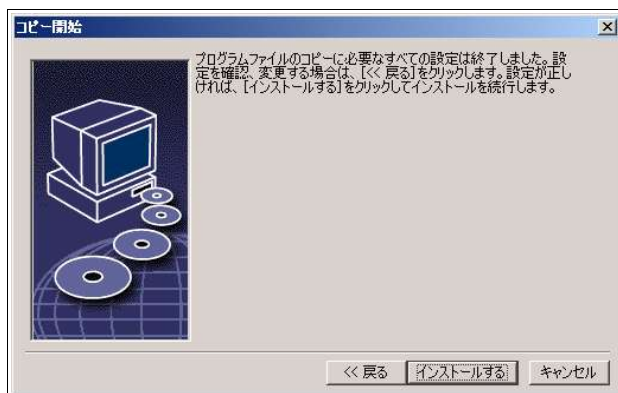 コピー開始
プログラムファイルのコピーに必要なすべての設定は終了しました。設
定を確認、変更する場合は、[<< 戻る]をクリックします。設定が正し
ければ、[インストールする]をクリックしてインストールを続行します。
<< 戻る
インストールする
キャンセル